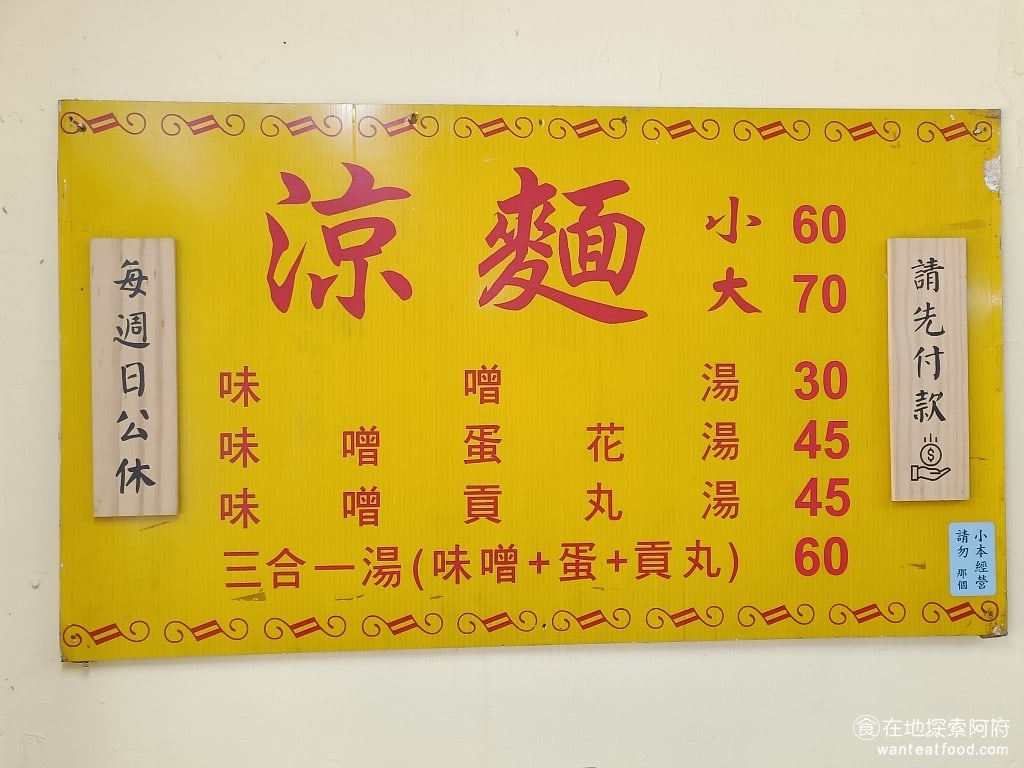 涼麵
小 60
大 70
味噌湯 30
味噌蛋花湯 45
味噌貢丸湯 45
三合一湯(味噌+蛋+貢丸) 60
每週日公休
請先付款
$
小本經營
請勿 那個
食在地探索阿府
wanteatfood.com